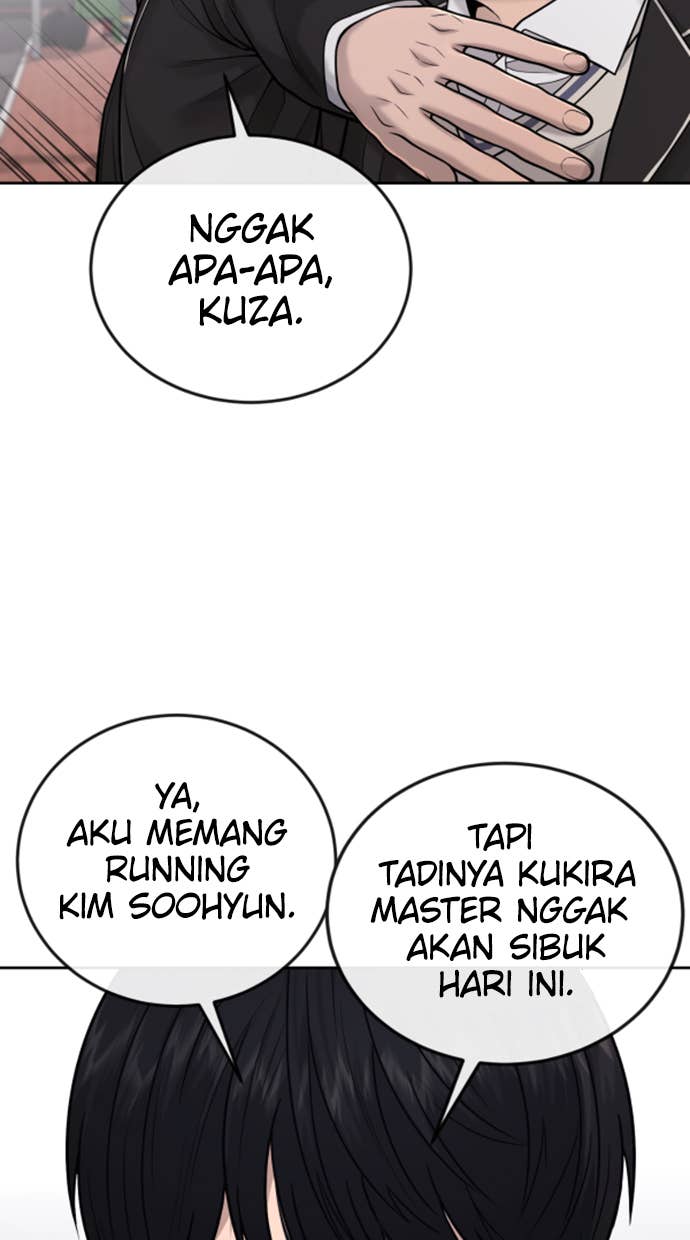 NGGAK
APA-APA,
KUZA.
YA,
AKU MEMANG
RUNNING
KIM SOOHYUN.
TAPI
TADINYA KUKIRA
MASTER NGGAK
AKAN SIBUK
HARI INI.